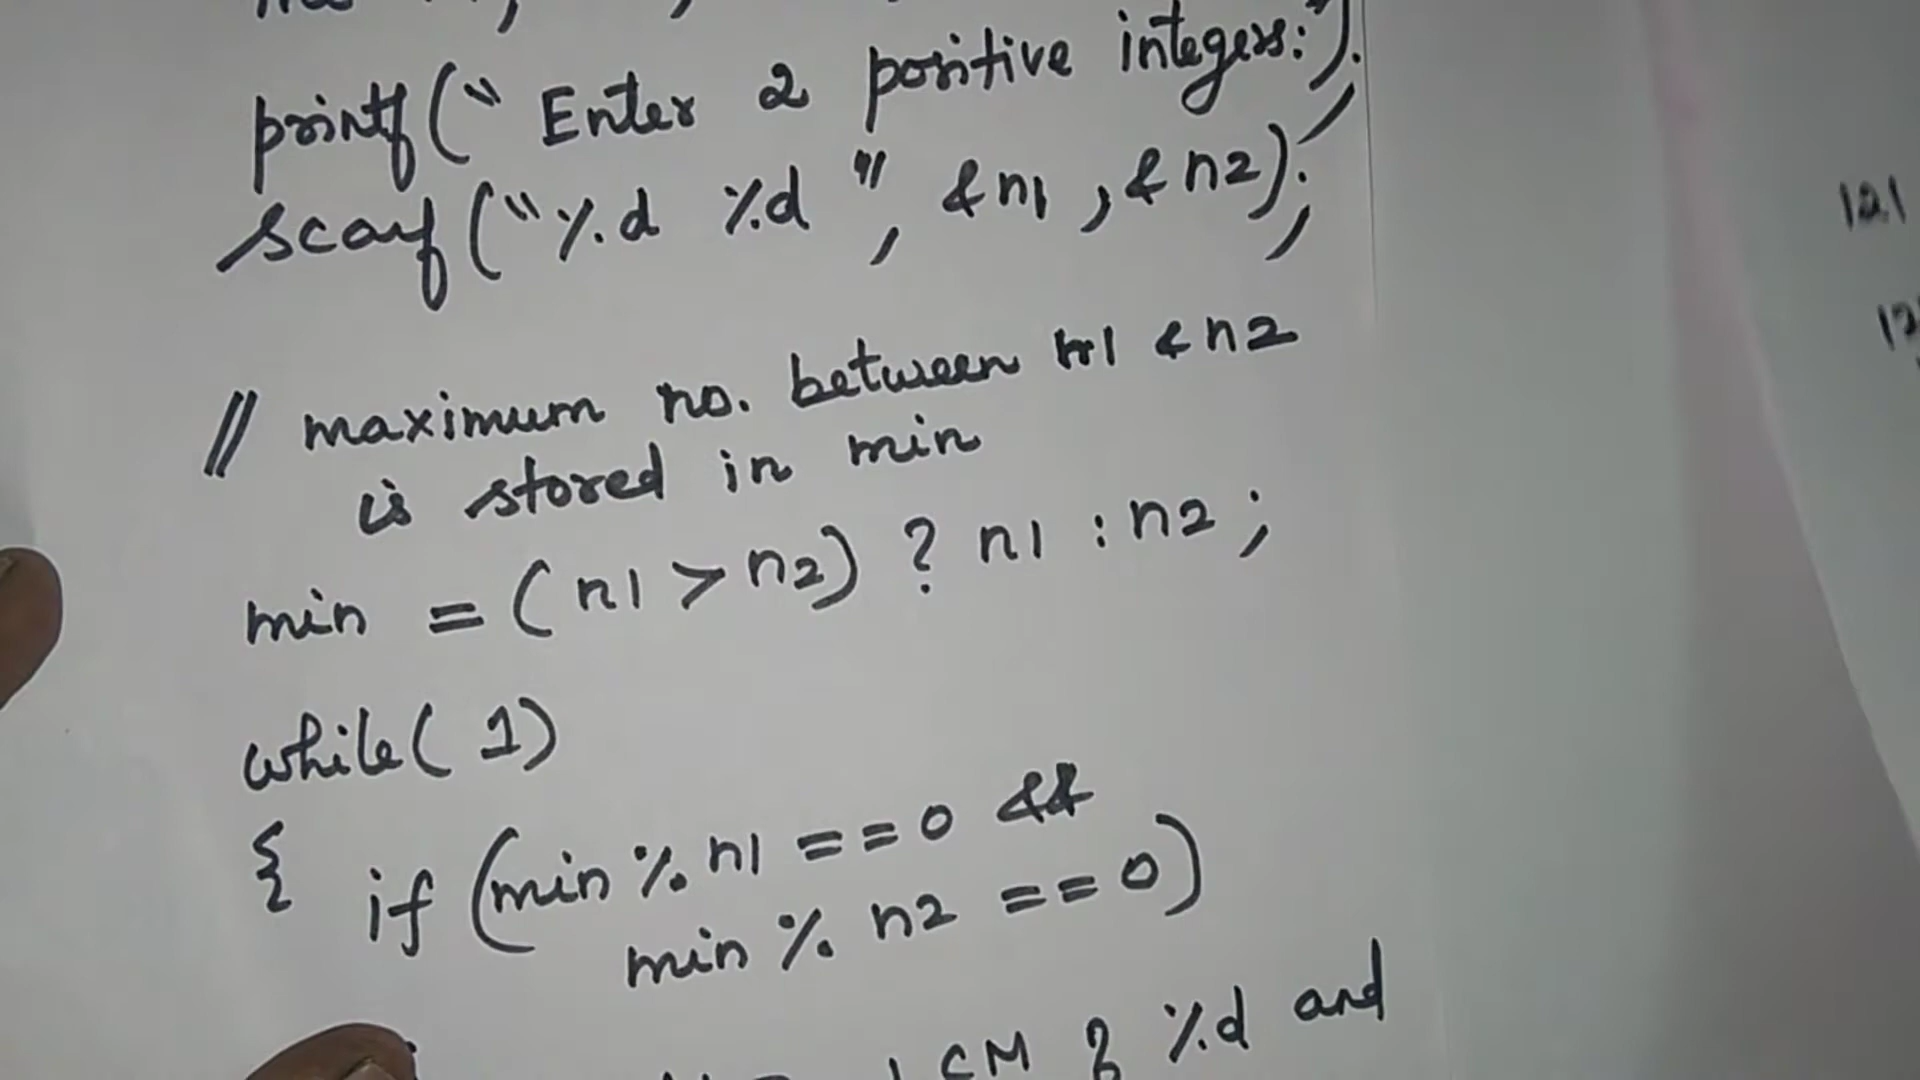 printf(" Enter 2 positive integers:");
scanf("%d %d ", &n1, &n2);
// maximum no. between n1 & n2
is stored in min
min = (n1 > n2) ? n1 : n2;
while( 1)
{ if (min % n1 == 0 &&
min % n2 == 0)
LCM of %d and
121